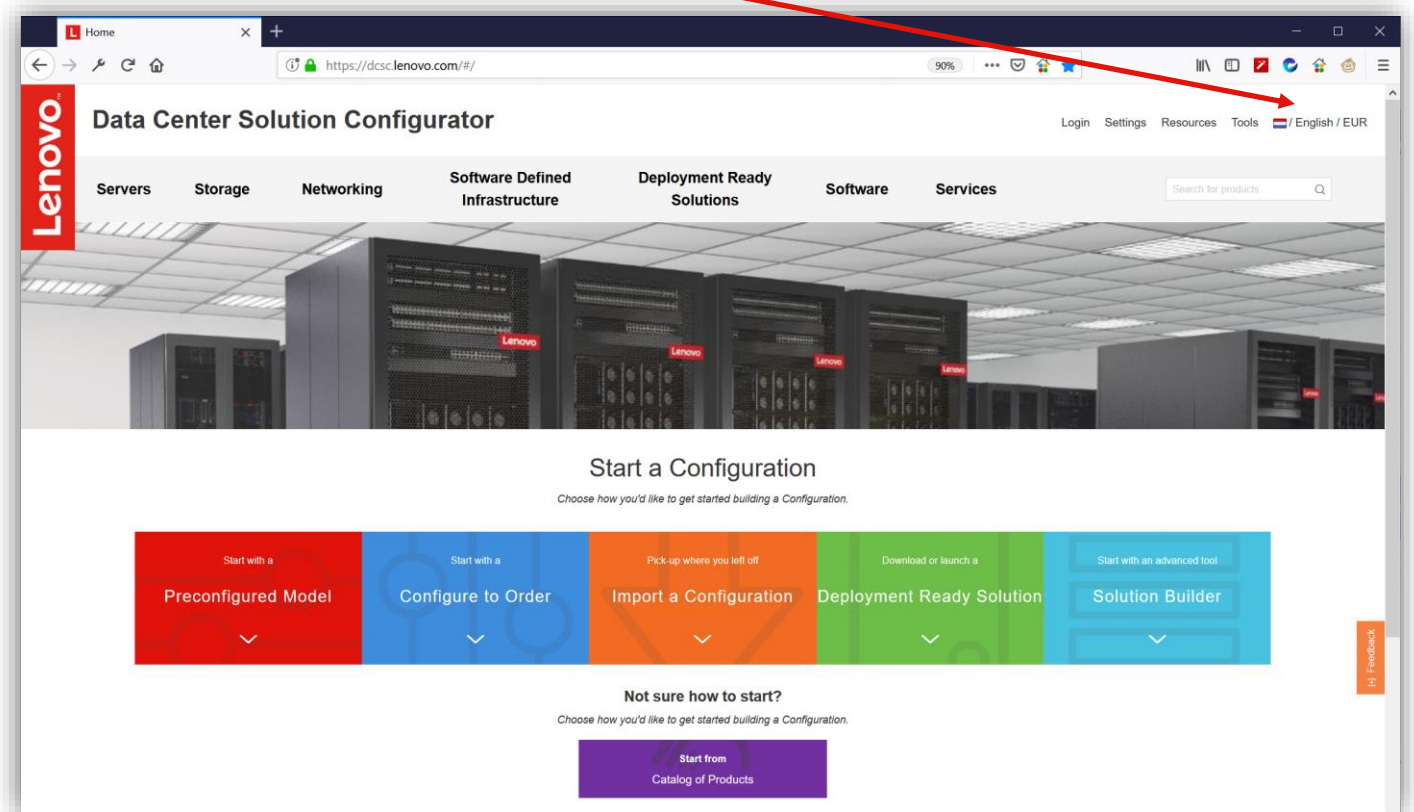 Home
https://dcsc.lenovo.com/#/
90%
Lenovo™
Data Center Solution Configurator
Login Settings Resources Tools / English / EUR
Servers Storage Networking Software Defined Infrastructure Deployment Ready Solutions Software Services Search for products
Lenovo
Lenovo
Lenovo
Lenovo
Start a Configuration
Choose how you'd like to get started building a Configuration.
Start with a
Preconfigured Model
Start with a
Configure to Order
Pick-up where you left off
Import a Configuration
Download or launch a
Deployment Ready Solution
Start with an advanced tool
Solution Builder
[+] Feedback
Not sure how to start?
Choose how you'd like to get started building a Configuration.
Start from
Catalog of Products